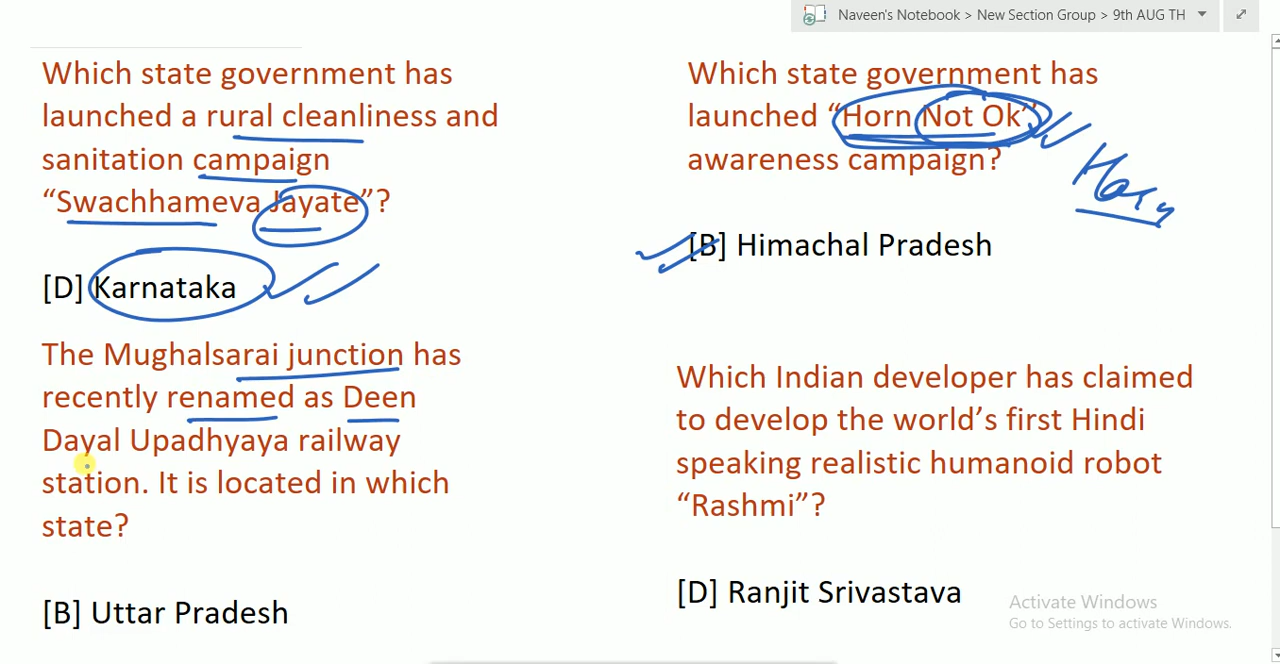 Naveen's Notebook > New Section Group > 9th AUG TH
Which state government has
launched a rural cleanliness and
sanitation campaign
“Swachhameva Jayate”?
[D] Karnataka
The Mughalsarai junction has
recently renamed as Deen
Dayal Upadhyaya railway
station. It is located in which
state?
[B] Uttar Pradesh
Which state government has
launched “Horn Not Ok”
awareness campaign?
[B] Himachal Pradesh
Which Indian developer has claimed
to develop the world’s first Hindi
speaking realistic humanoid robot
“Rashmi”?
[D] Ranjit Srivastava
Activate Windows
Go to Settings to activate Windows.